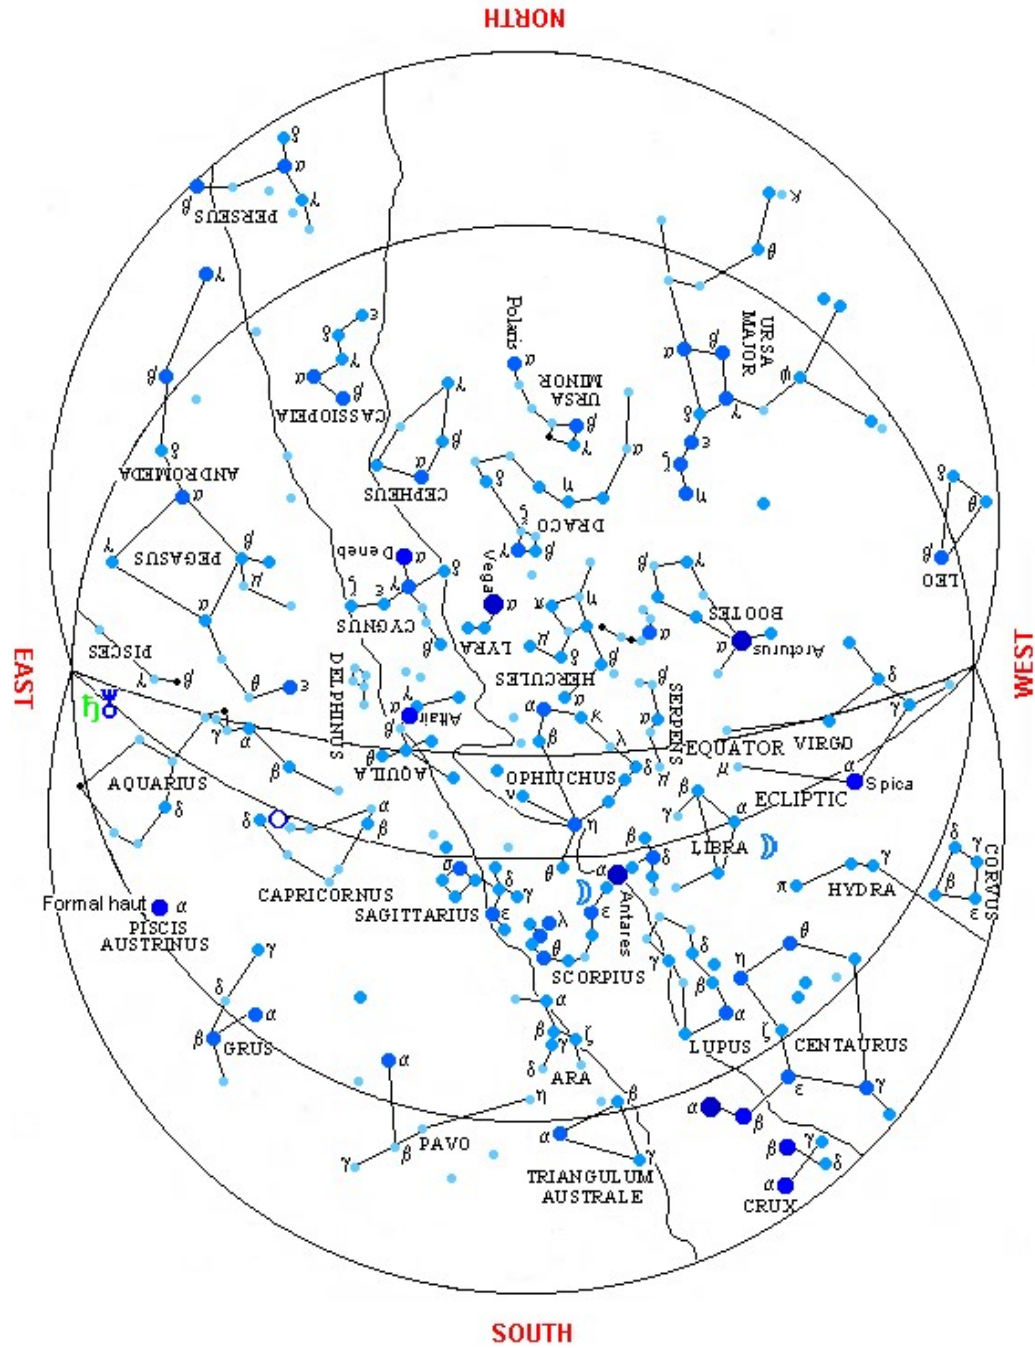 NORTH
δ
α
β
γ
PERSEUS
κ
θ
γ
ε
δ
γ
α
β
CASSIOPEIA
Polaris
α
URSA
MINOR
β
γ
URSA
MAJOR
α
β
γ
δ
ψ
ε
ζ
η
β
δ
ANDROMEDA
α
γ
β
α
CEPHEUS
δ
η
α
DRACO
ξ
γ
β
δ
θ
β
LEO
γ
PEGASUS
β
μ
α
θ
ε
Deneb
α
γ
δ
ζ
ε
CYGNUS
β
Vega
α
LYRA
π
η
μ
β
HERCULES
α
β
γ
BOOTES
α
Arcturus
α
EAST
WEST
PISCES
γ
β
♄
DELPHINUS
γ
α
Altair
β
θ
AQUILA
α
κ
β
λ
OPHIUCHUS
δ
ν
η
θ
SERPENS
α
μ
EQUATOR
VIRGO
δ
γ
α
Spica
ECLIPTIC
μ
γ
α
β
AQUARIUS
δ
δ
α
β
CAPRICORNUS
β
γ
α
LIBRA
π
γ
HYDRA
δ
γ
β
ε
CORVUS
Formal haut
α
PISCIS
AUSTRINUS
σ
δ
γ
ε
SAGITTARIUS
β
δ
α
Antares
ε
λ
θ
SCORPIUS
γ
δ
β
α
GRUS
γ
δ
β
α
LUPUS
η
θ
ζ
CENTAURUS
ε
γ
α
β
α
β
ζ
γ
δ
ARA
α
η
β
γ
PAVO
β
α
γ
TRIANGULUM
AUSTRALE
β
γ
δ
α
CRUX
SOUTH